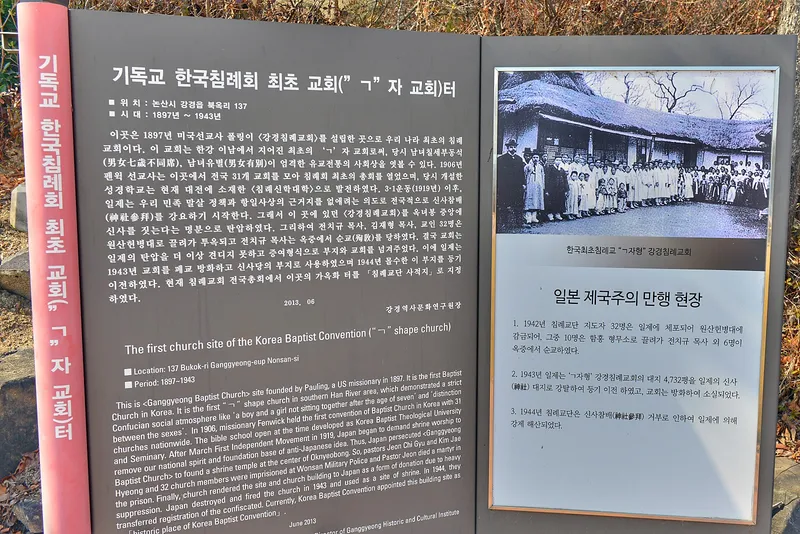 기독교 한국침례회 최초 교회("ㄱ"자 교회)터
기독교 한국침례회 최초 교회(" ㄱ"자 교회)터
■ 위 치 : 논산시 강경읍 북옥리 137
■ 시 대 : 1897년 ~ 1943년
이곳은 1897년 미국선교사 폴링이 〈강경침례교회〉를 설립한 곳으로 우리 나라 최초의 침례
교회이다. 이 교회는 한강 이남에서 지어진 최초의 'ㄱ' 자 교회로써, 당시 남녀칠세부동석
(男女七歲不同席), 남녀유별(男女有別)이 엄격한 유교전통의 사회상을 엿볼 수 있다. 1906년
펜윅 선교사는 이곳에서 전국 31개 교회를 모아 침례회 최초의 총회를 열었으며, 당시 개설한
성경학교는 현재 대전에 소재한 〈침례신학대학〉으로 발전하였다. 3·1운동(1919년) 이후,
일제는 우리 민족 말살 정책과 항일사상의 근거지를 없애려는 의도로 전국적으로 신사참배
(神社參拜)를 강요하기 시작한다. 그래서 이 곳에 있던 〈강경침례교회〉를 옥녀봉 중앙에
신사를 짓는다는 명분으로 탄압하였다. 그리하여 전치규 목사, 김재형 목사, 교인 32명은
원산헌병대로 끌려가 투옥되고 전치규 목사는 옥중에서 순교(殉敎)를 당하였다. 결국 교회는
일제의 탄압을 더 이상 견디지 못하고 증여형식으로 부지와 교회를 넘겨주었다. 이에 일제는
1943년 교회를 폐교 방화하고 신사당의 부지로 사용하였으며 1944년 몰수한 이 부지를 등기
이전하였다. 현재 침례교회 전국총회에서 이곳의 가옥화 터를 「침례교단 사적지」로 지정
하였다.
2013. 06
강경역사문화연구원장
The first church site of the Korea Baptist Convention ("ㄱ" shape church)
■ Location: 137 Bukok-ri Ganggyeong-eup Nonsan-si
■ Period: 1897-1943
This is <Ganggyeong Baptist Church> site founded by Pauling, a US missionary in 1897. It is the first Baptist
Church in Korea. It is the first "ㄱ" shape church in southern Han River area, which demonstrated a strict
Confucian social atmosphere like 'a boy and a girl not sitting together after the age of seven' and 'distinction
between the sexes'. In 1906, missionary Fenwick held the first convention of Baptist Church in Korea with 31
churches nationwide. The bible school open at the time developed as Korea Baptist Theological University
and Seminary. After March First Independent Movement in 1919, Japan began to demand shrine worship to
remove our national spirit and foundation base of anti-Japanese idea. Thus, Japan persecuted <Ganggyeong
Baptist Church> to found a shrine temple at the center of Oknyeobong. So, pastors Jeon Chi Gyu and Kim Jae
Hyeong and 32 church members were imprisoned at Wonsan Military Police and Pastor Jeon died a martyr in
the prison. Finally, church rendered the site and church building to Japan as a form of donation due to heavy
suppression. Japan destroyed and fired the church in 1943 and used as a site of shrine. In 1944, they
transferred registration of the confiscated. Currently, Korea Baptist Convention appointed this building site as
「historic place of Korea Baptist Convention」.
June 2013
Director of Ganggyeong Historic and Cultural Institute
한국최초침례교 "ㄱ자형" 강경침례교회
일본 제국주의 만행 현장
1. 1942년 침례교단 지도자 32명은 일제에 체포되어 원산헌병대에
감금되어, 그중 10명은 함흥 형무소로 끌려가 전치규 목사 외 6명이
옥중에서 순교하였다.
2. 1943년 일제는 'ㄱ자형' 강경침례교회의 대지 4,732평을 일제의 신사
(神社) 대지로 강탈하여 등기 이전 하였고, 교회는 방화하여 소실되었다.
3. 1944년 침례교단은 신사참배(神社參拜) 거부로 인하여 일제에 의해
강제 해산되었다.